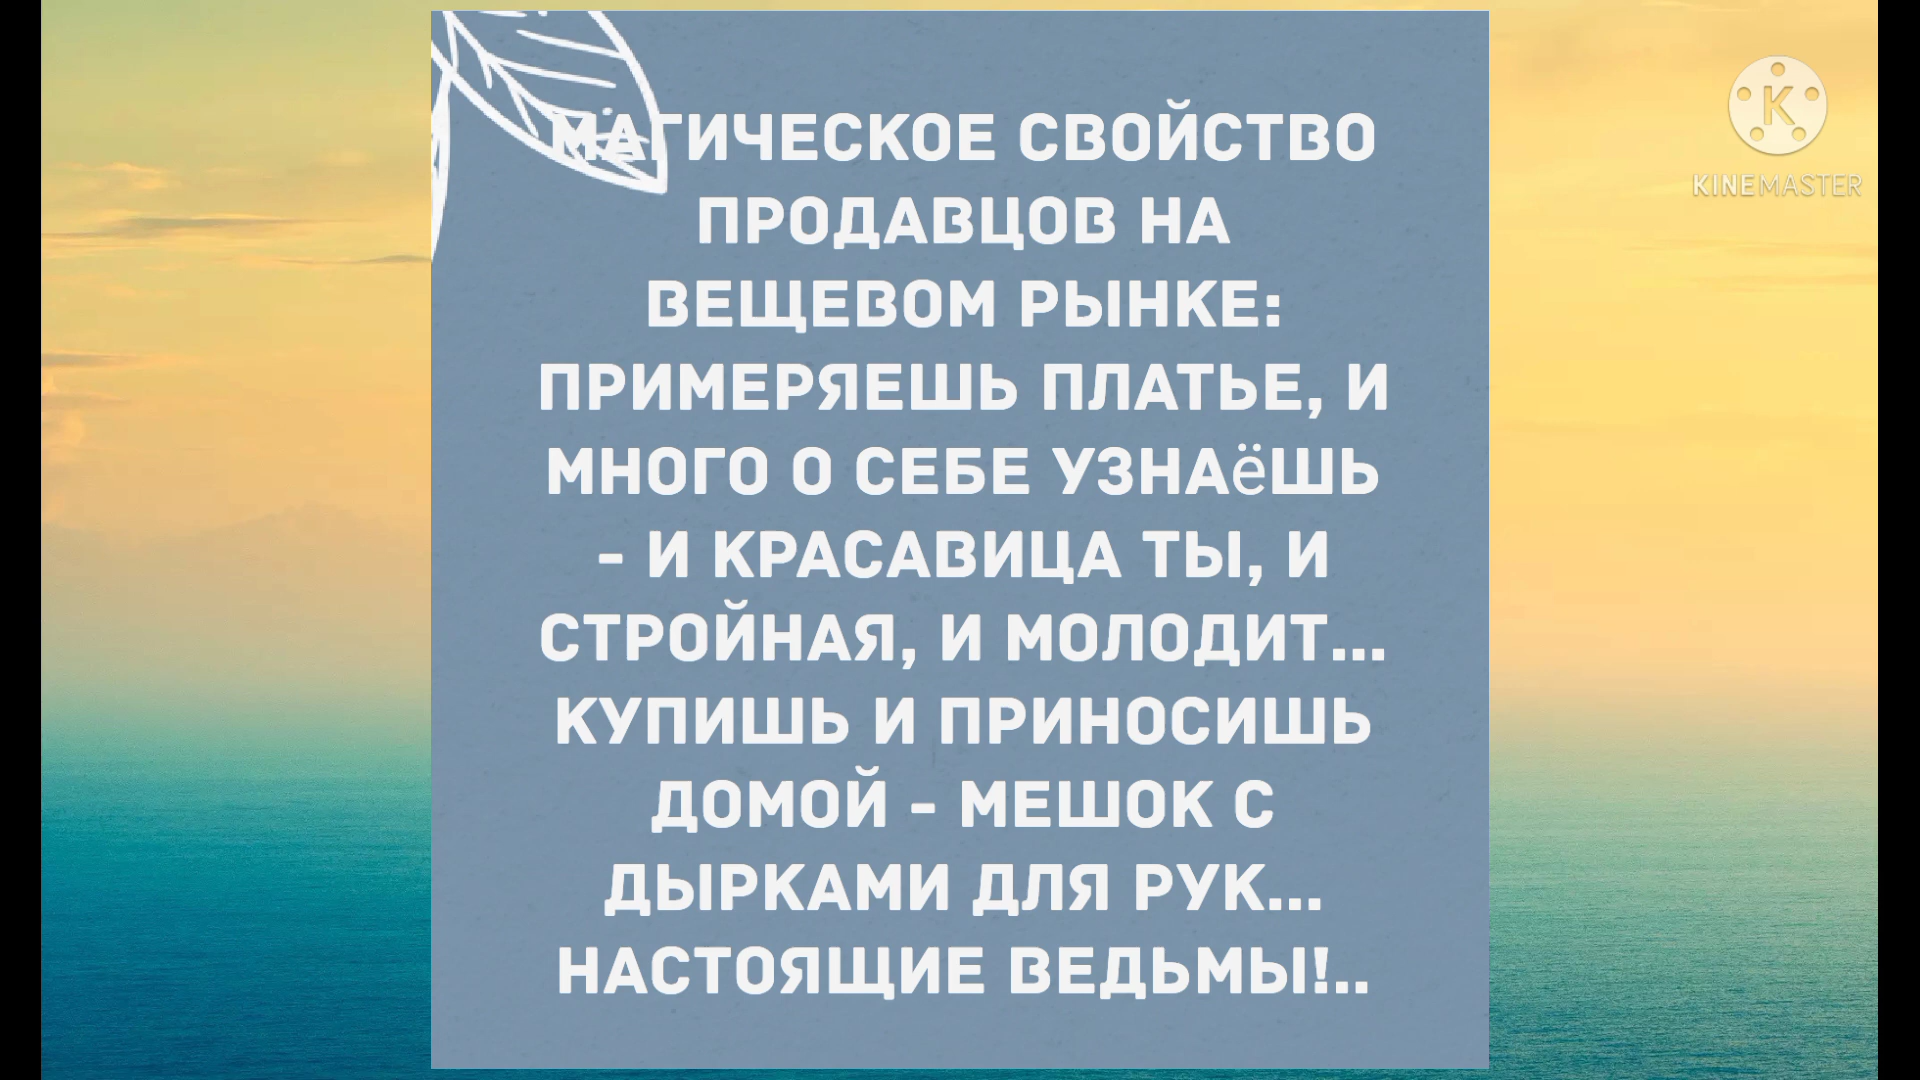 МАГИЧЕСКОЕ СВОЙСТВО
ПРОДАВЦОВ НА
ВЕЩЕВОМ РЫНКЕ:
ПРИМЕРЯЕШЬ ПЛАТЬЕ, И
МНОГО О СЕБЕ УЗНАёШЬ
- И КРАСАВИЦА ТЫ, И
СТРОЙНАЯ, И МОЛОДИТ...
КУПИШЬ И ПРИНОСИШЬ
ДОМОЙ - МЕШОК С
ДЫРКАМИ ДЛЯ РУК...
НАСТОЯЩИЕ ВЕДЬМЫ!..
K
KINEMASTER